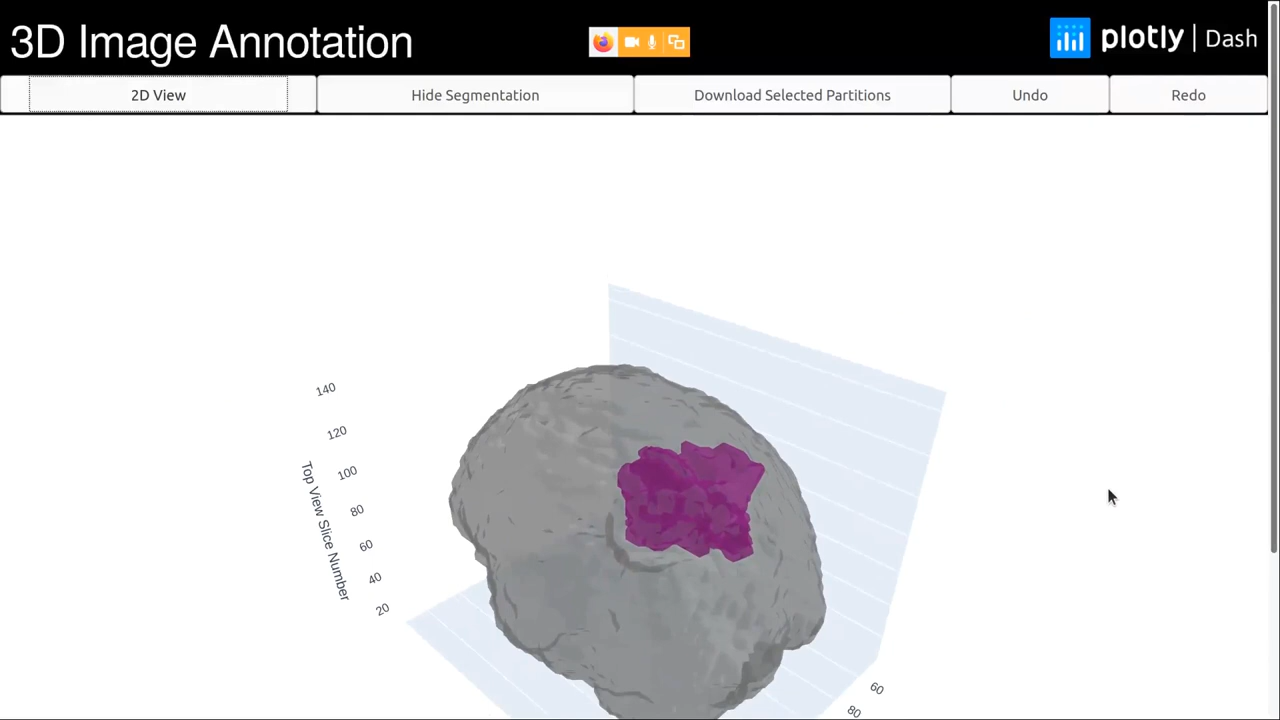 3D Image Annotation
plotly | Dash
2D View
Hide Segmentation
Download Selected Partitions
Undo
Redo
140
120
100
80
60
40
20
Top View Slice Number
60
80